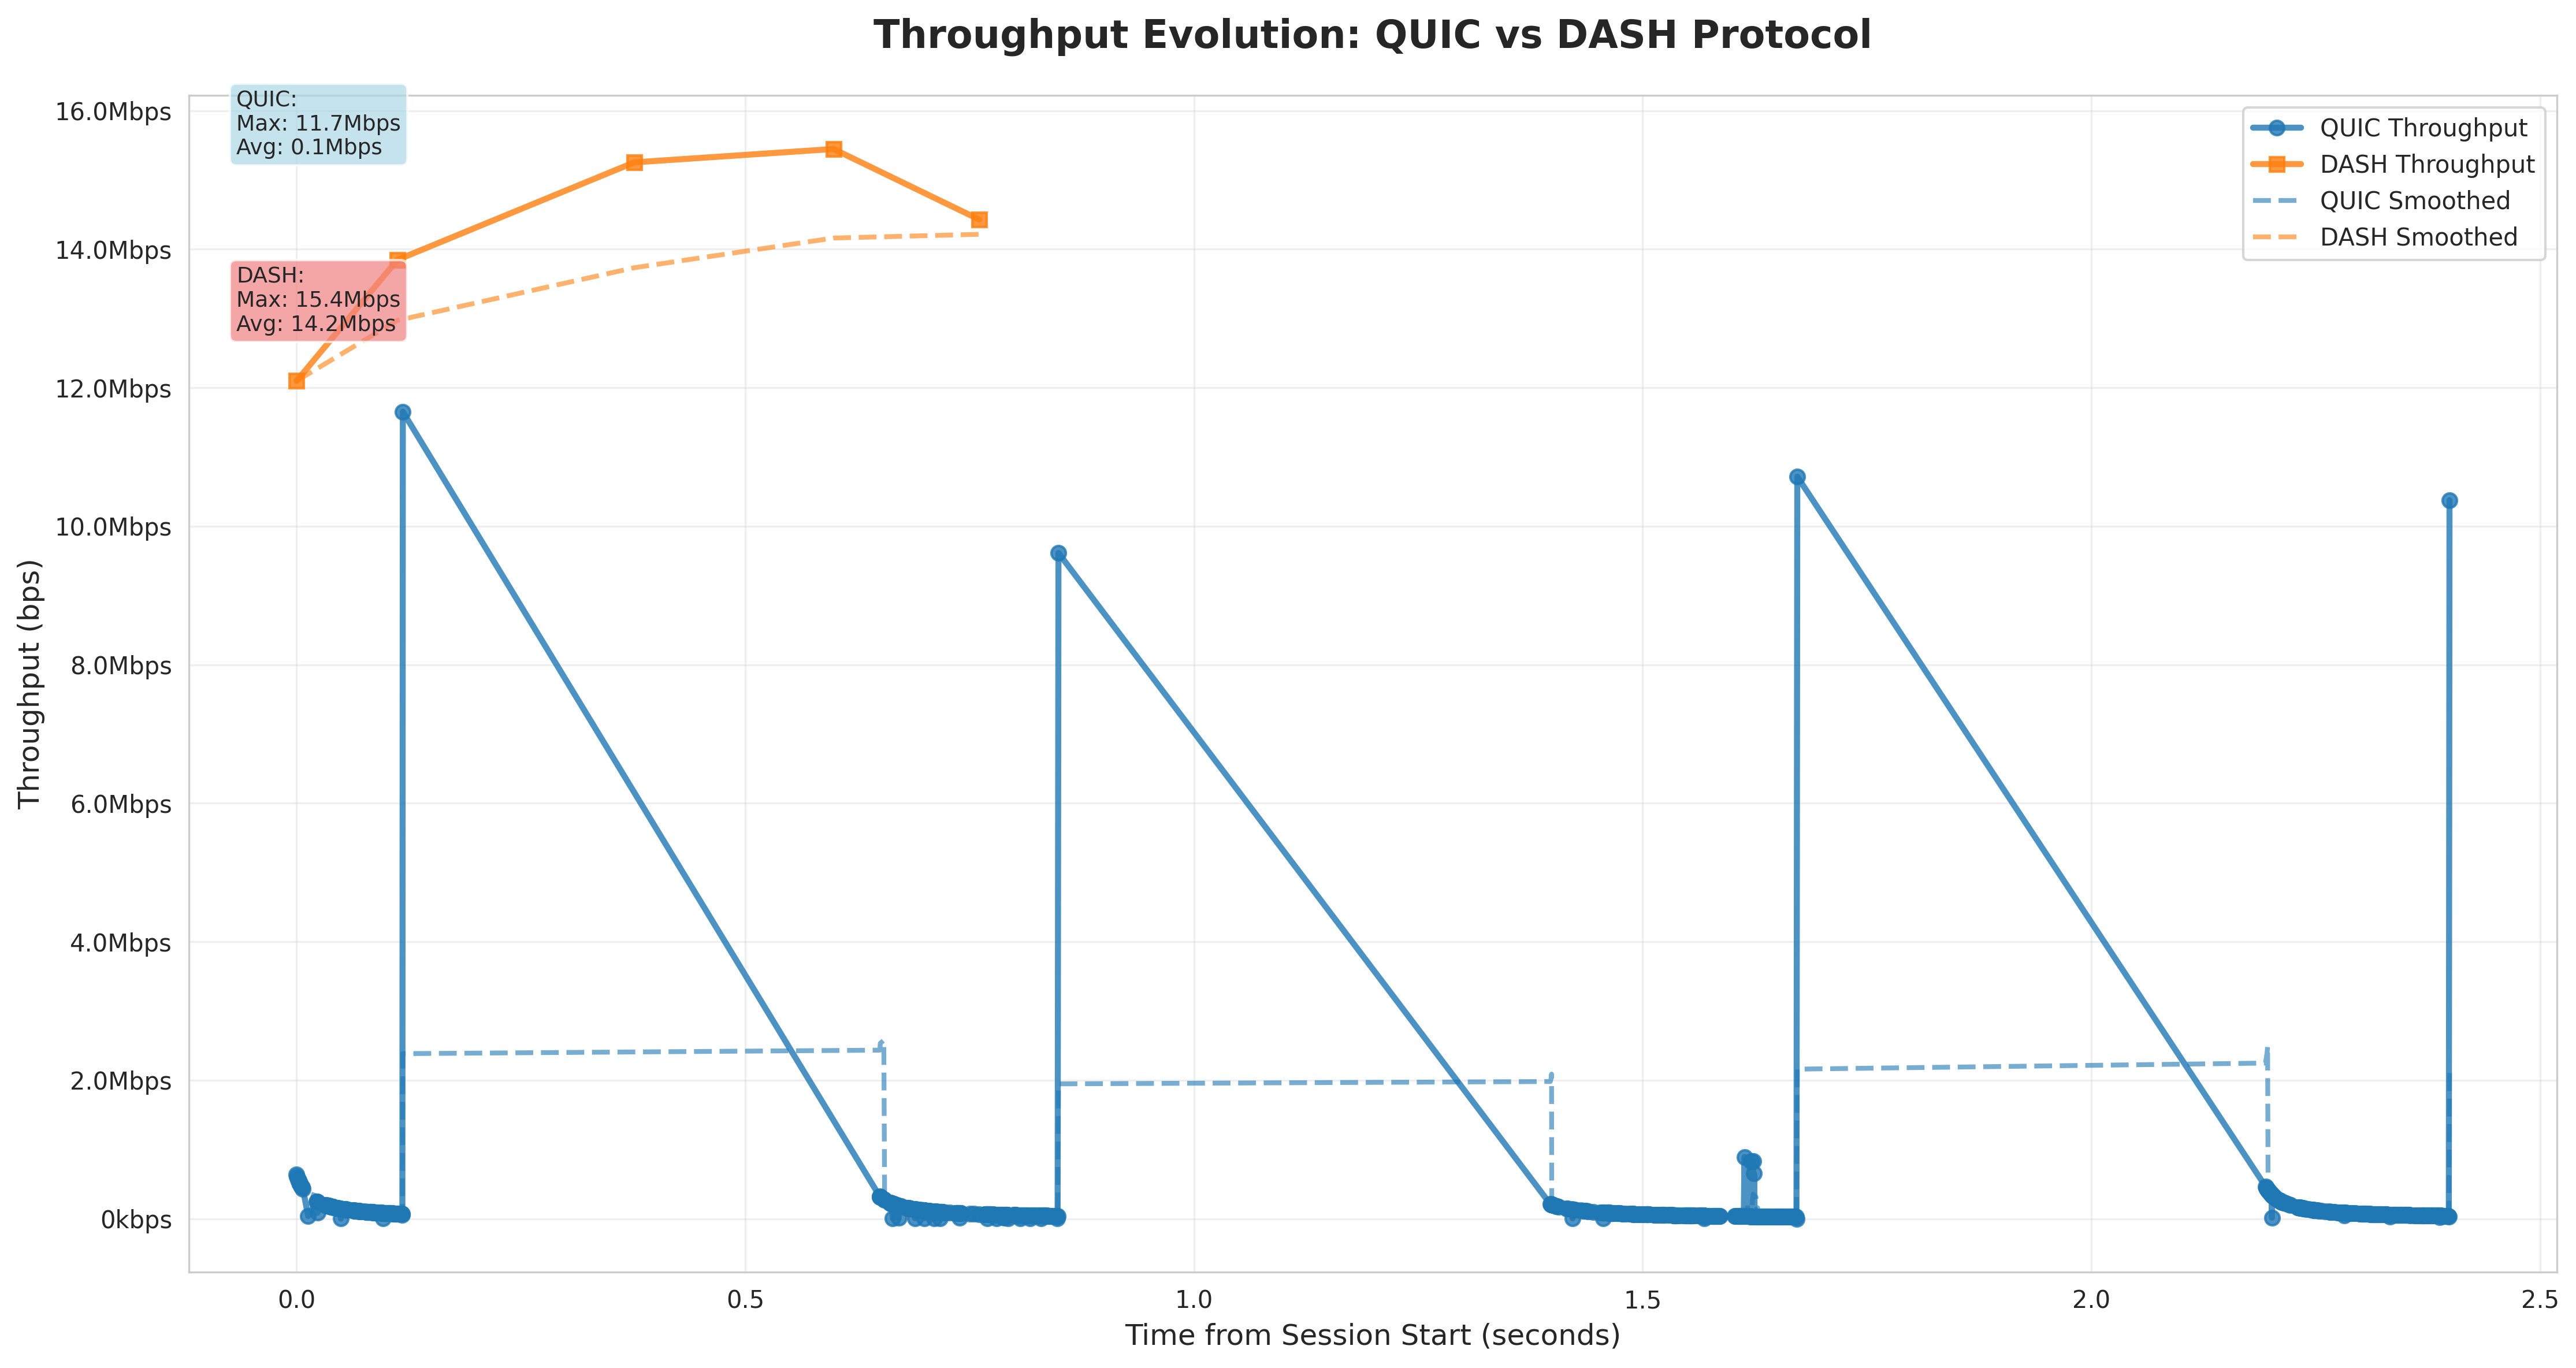 Throughput Evolution: QUIC vs DASH Protocol
QUIC:
Max: 11.7Mbps
Avg: 0.1Mbps
DASH:
Max: 15.4Mbps
Avg: 14.2Mbps
QUIC Throughput
DASH Throughput
QUIC Smoothed
DASH Smoothed
Throughput (bps)
16.0Mbps
14.0Mbps
12.0Mbps
10.0Mbps
8.0Mbps
6.0Mbps
4.0Mbps
2.0Mbps
0kbps
0.0
0.5
1.0
1.5
2.0
2.5
Time from Session Start (seconds)